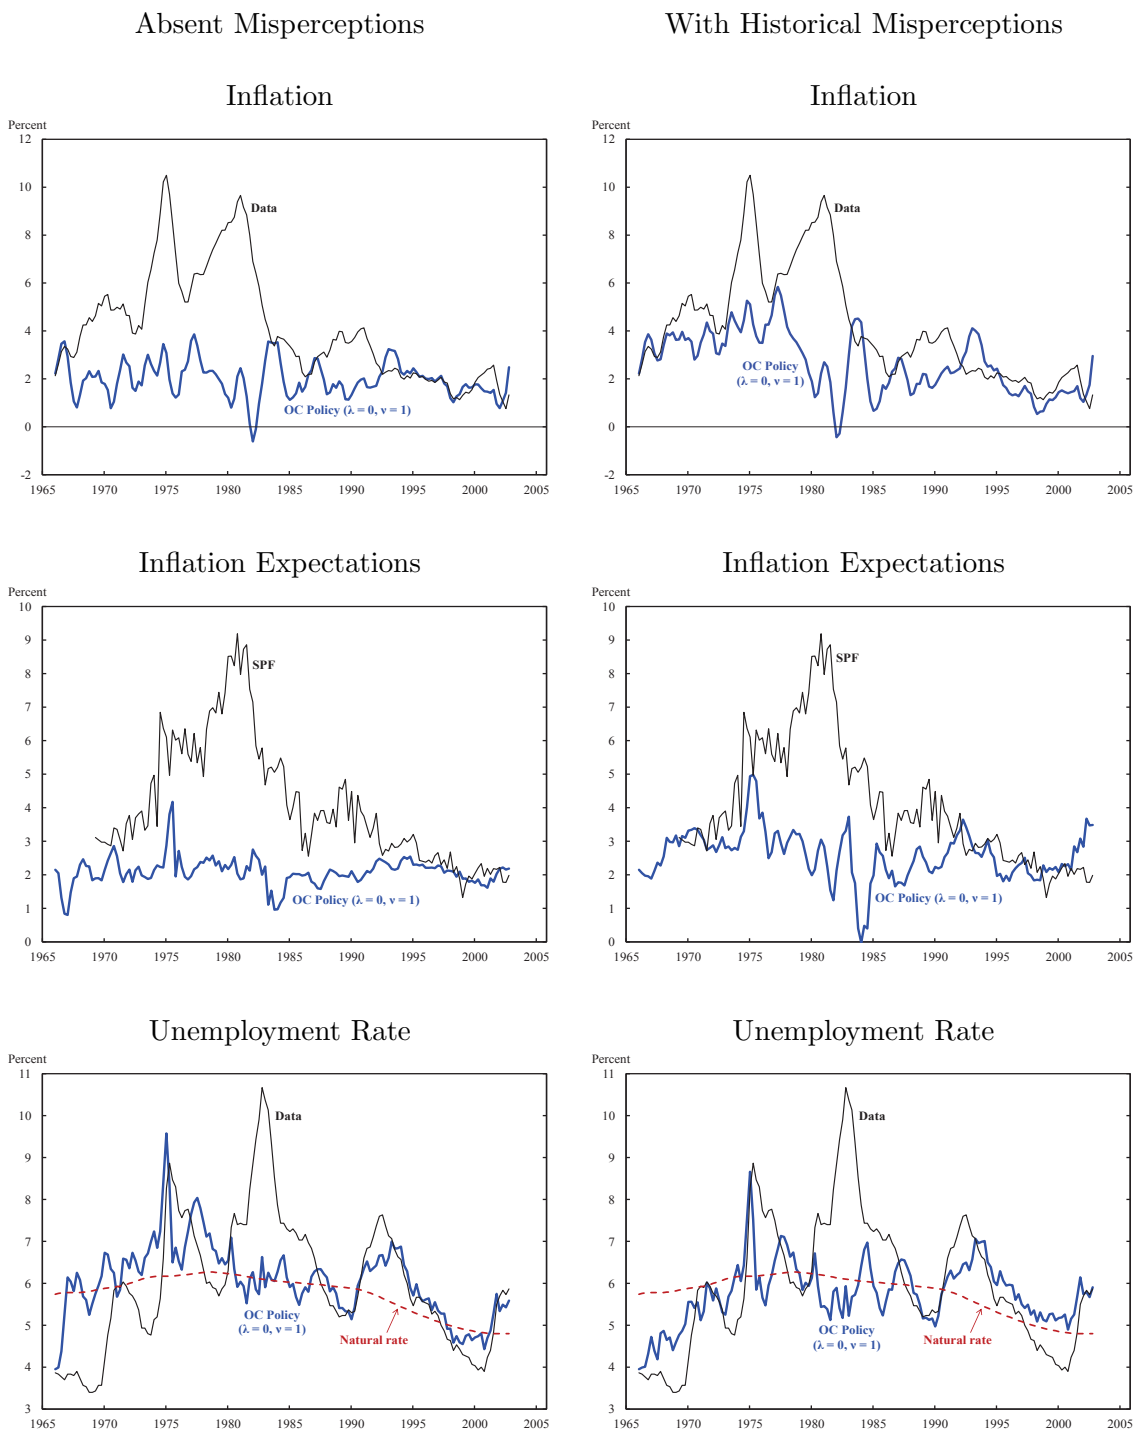 Absent Misperceptions
With Historical Misperceptions
Inflation
Percent
12
10
8
6
4
2
0
-2
Data
OC Policy (λ = 0, ν = 1)
1965 1970 1975 1980 1985 1990 1995 2000 2005
Inflation
Percent
12
10
8
6
4
2
0
-2
Data
OC Policy
(λ = 0, ν = 1)
1965 1970 1975 1980 1985 1990 1995 2000 2005
Inflation Expectations
Percent
10
9
8
7
6
5
4
3
2
1
0
SPF
OC Policy (λ = 0, ν = 1)
1965 1970 1975 1980 1985 1990 1995 2000 2005
Inflation Expectations
Percent
10
9
8
7
6
5
4
3
2
1
0
SPF
OC Policy (λ = 0, ν = 1)
1965 1970 1975 1980 1985 1990 1995 2000 2005
Unemployment Rate
Percent
11
10
9
8
7
6
5
4
3
Data
OC Policy
(λ = 0, ν = 1)
Natural rate
1965 1970 1975 1980 1985 1990 1995 2000 2005
Unemployment Rate
Percent
11
10
9
8
7
6
5
4
3
Data
OC Policy
(λ = 0, ν = 1)
Natural rate
1965 1970 1975 1980 1985 1990 1995 2000 2005